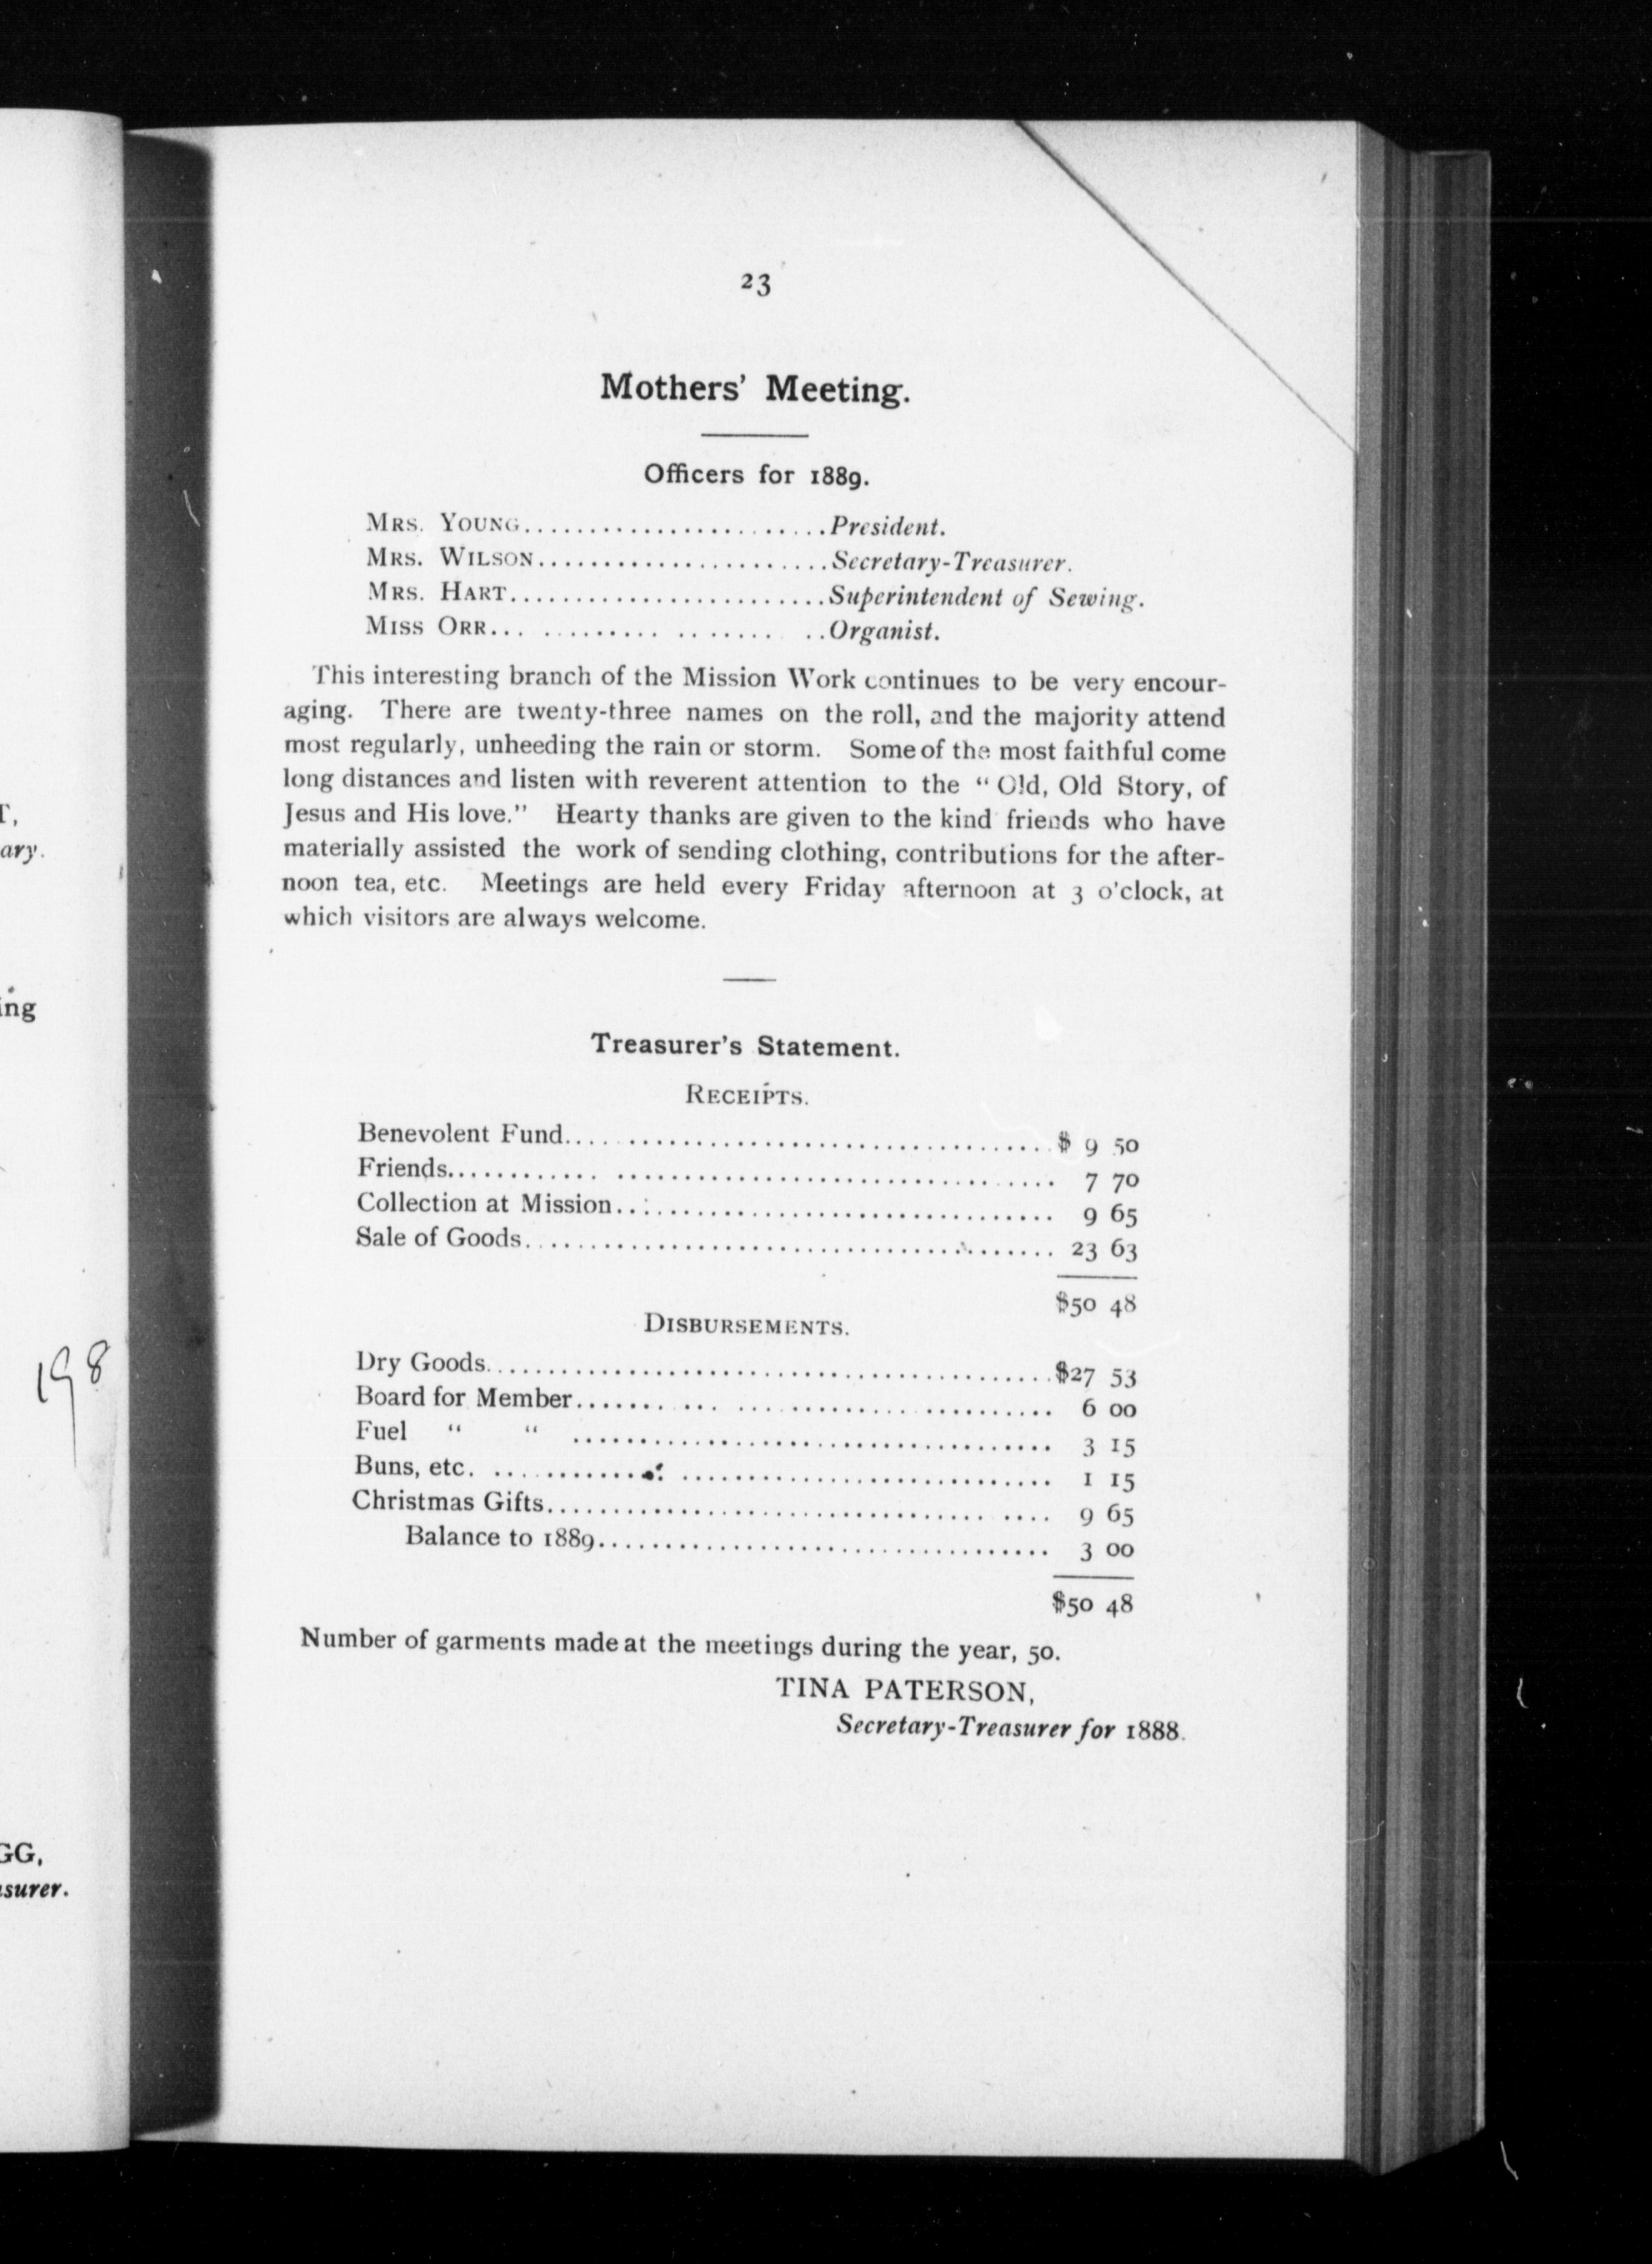 T,
ary.
ing
198
GG,
asurer.
23
Mothers' Meeting.
Officers for 1889.
MRS. YOUNG........................President.
MRS. WILSON.......................Secretary-Treasurer.
MRS. HART.........................Superintendent of Sewing.
MISS ORR... .......... ........ ..Organist.
This interesting branch of the Mission Work continues to be very encour-
aging. There are twenty-three names on the roll, and the majority attend
most regularly, unheeding the rain or storm. Some of the most faithful come
long distances and listen with reverent attention to the "Old, Old Story, of
Jesus and His love." Hearty thanks are given to the kind friends who have
materially assisted the work of sending clothing, contributions for the after-
noon tea, etc. Meetings are held every Friday afternoon at 3 o'clock, at
which visitors are always welcome.
Treasurer's Statement.
RECEIPTS.
Benevolent Fund......................................$ 9 50
Friends.............................................. 7 70
Collection at Mission................................ 9 65
Sale of Goods........................................ 23 63
$50 48
DISBURSEMENTS.
Dry Goods............................................$27 53
Board for Member..................................... 6 00
Fuel " " ..................................... 3 15
Buns, etc. .......................................... 1 15
Christmas Gifts...................................... 9 65
Balance to 1889................................... 3 00
$50 48
Number of garments made at the meetings during the year, 50.
TINA PATERSON,
Secretary-Treasurer for 1888.